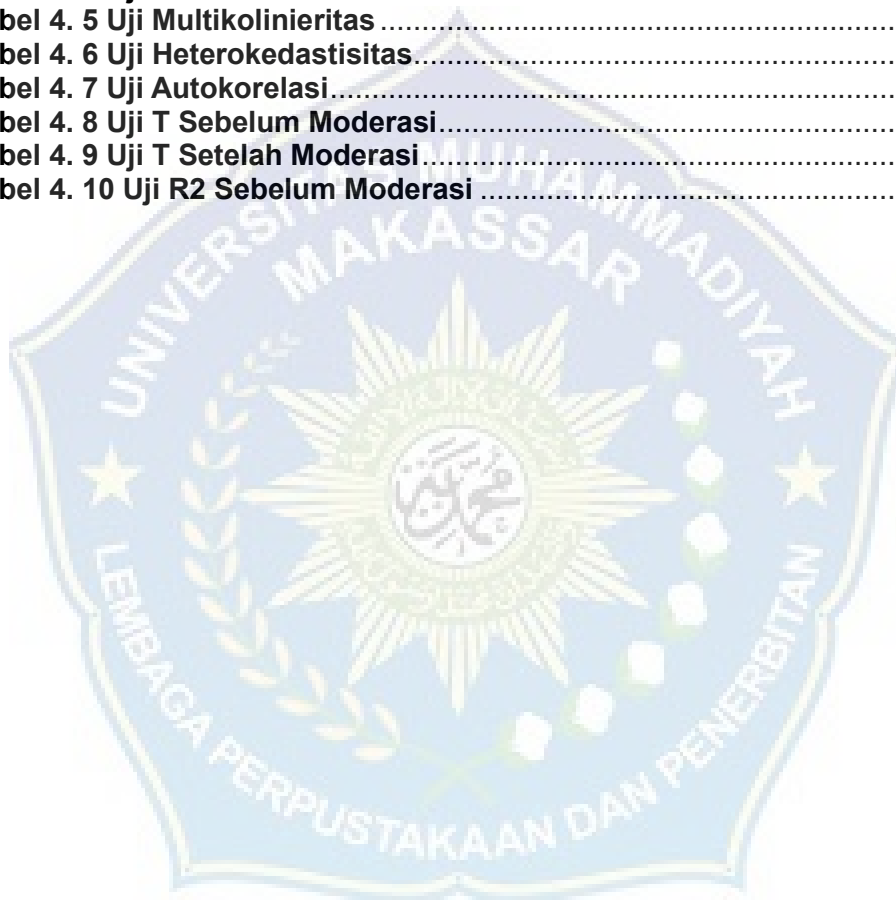 bel 4. 5 Uji Multikolinieritas................................................................
bel 4. 6 Uji Heterokedastisitas................................................................
bel 4. 7 Uji Autokorelasi................................................................
bel 4. 8 Uji T Sebelum Moderasi................................................................
bel 4. 9 Uji T Setelah Moderasi................................................................
bel 4. 10 Uji R2 Sebelum Moderasi ................................................................
UNIVERSITAS MUHAMMADIYAH
MAKASSAR
LEMBAGA PERPUSTAKAAN DAN PENERBITAN